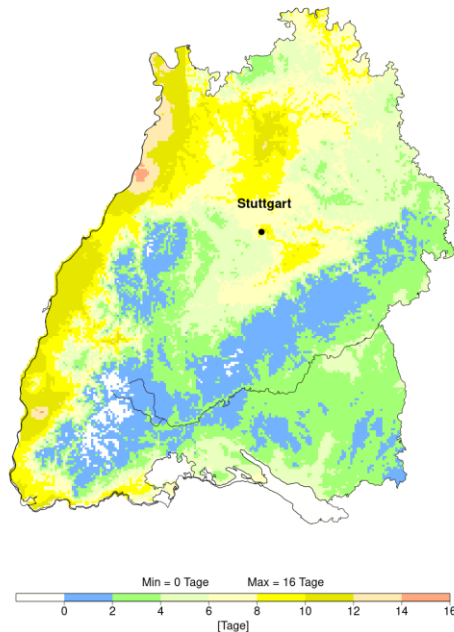 Stuttgart
Min = 0 Tage Max = 16 Tage
0 2 4 6 8 10 12 14 16
[Tage]